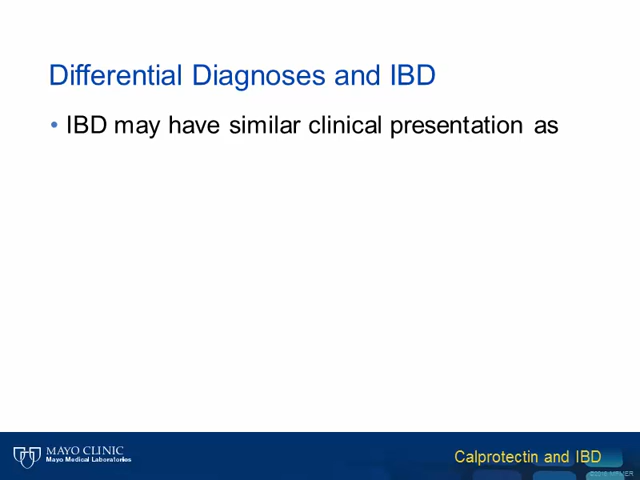 Differential Diagnoses and IBD
• IBD may have similar clinical presentation as
MAYO CLINIC
Mayo Medical Laboratories
Calprotectin and IBD